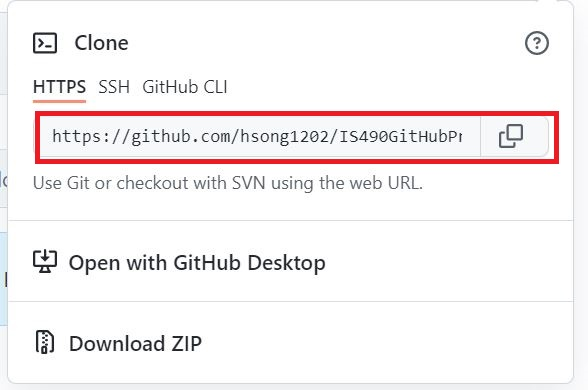 Clone
HTTPS SSH GitHub CLI
https://github.com/hsong1202/IS490GitHubPr
Use Git or checkout with SVN using the web URL.
Open with GitHub Desktop
Download ZIP